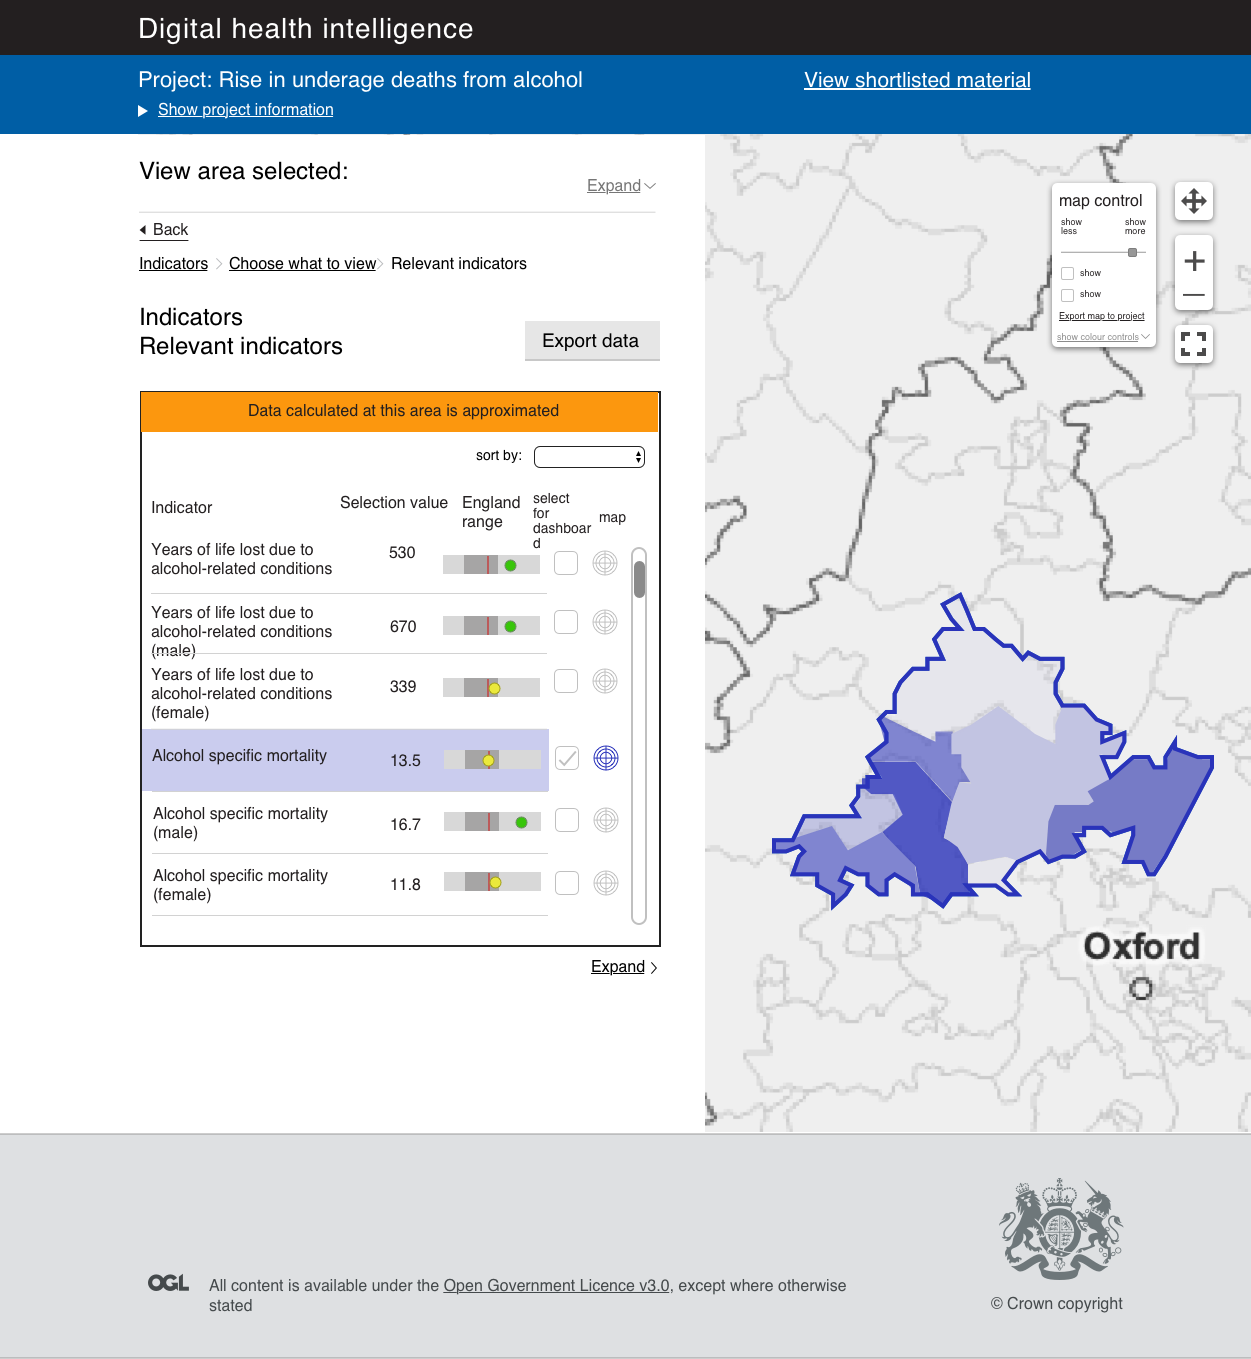 Digital health intelligence
Project: Rise in underage deaths from alcohol
View shortlisted material
Show project information
View area selected:
Expand
Back
Indicators
Choose what to view
Relevant indicators
Indicators
Relevant indicators
Export data
Data calculated at this area is approximated
sort by:
Indicator
Selection value
England
range
select
for
dashboar
d
map
Years of life lost due to
alcohol-related conditions
530
Years of life lost due to
alcohol-related conditions
(male)
670
Years of life lost due to
alcohol-related conditions
(female)
339
Alcohol specific mortality
13.5
Alcohol specific mortality
(male)
16.7
Alcohol specific mortality
(female)
11.8
Expand
map control
show
less
show
more
show
show
Export map to project
show colour controls
Oxford
OGL
All content is available under the Open Government Licence v3.0, except where otherwise
stated
© Crown copyright